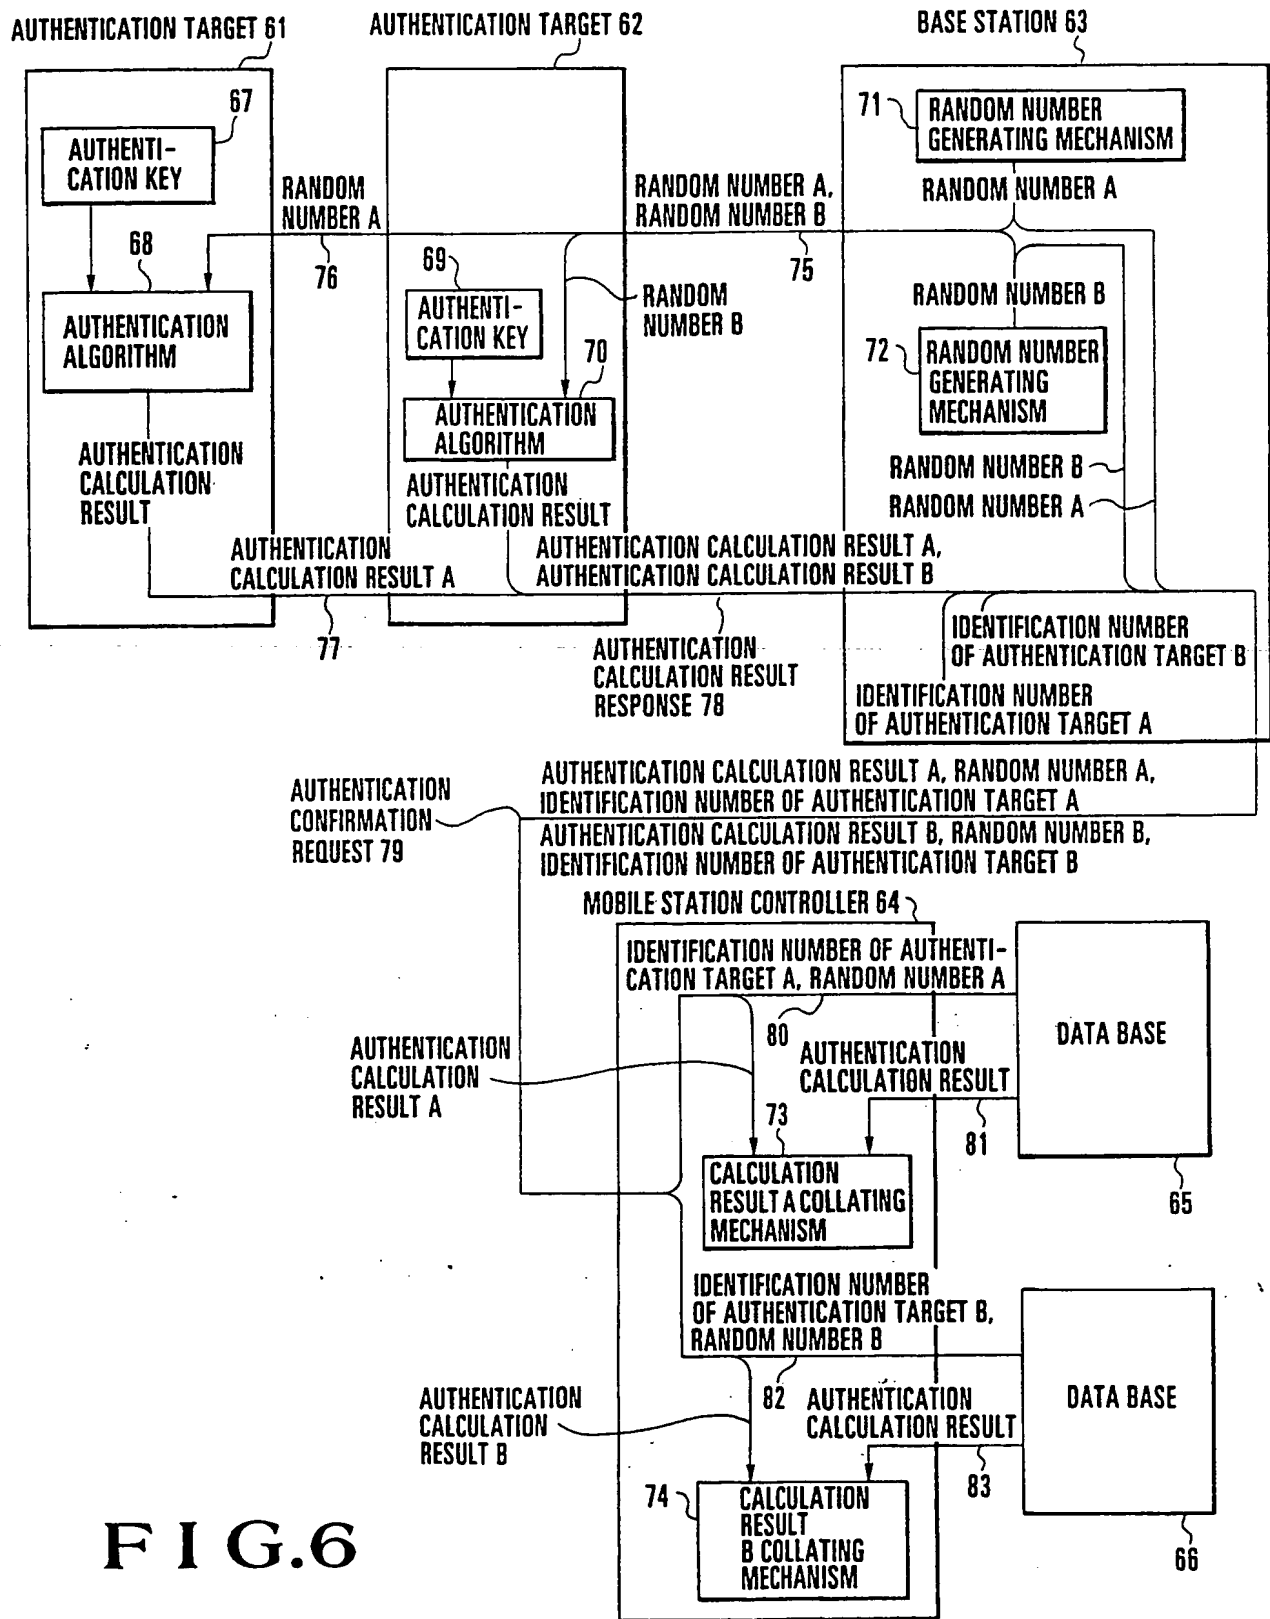 AUTHENTICATION TARGET 61
AUTHENTICATION TARGET 62
BASE STATION 63
67
AUTHENTI-
CATION KEY
71
RANDOM NUMBER
GENERATING MECHANISM
RANDOM
NUMBER A
RANDOM NUMBER A,
RANDOM NUMBER B
RANDOM NUMBER A
68
76
69
75
AUTHENTI-
CATION KEY
RANDOM
NUMBER B
RANDOM NUMBER B
AUTHENTICATION
ALGORITHM
70
72
RANDOM NUMBER
GENERATING
MECHANISM
AUTHENTICATION
ALGORITHM
AUTHENTICATION
CALCULATION
RESULT
AUTHENTICATION
CALCULATION RESULT
RANDOM NUMBER B
RANDOM NUMBER A
AUTHENTICATION
CALCULATION RESULT A
AUTHENTICATION CALCULATION RESULT A,
AUTHENTICATION CALCULATION RESULT B
77
AUTHENTICATION
CALCULATION RESULT
RESPONSE 78
IDENTIFICATION NUMBER
OF AUTHENTICATION TARGET B
IDENTIFICATION NUMBER
OF AUTHENTICATION TARGET A
AUTHENTICATION
CONFIRMATION
REQUEST 79
AUTHENTICATION CALCULATION RESULT A, RANDOM NUMBER A,
IDENTIFICATION NUMBER OF AUTHENTICATION TARGET A
AUTHENTICATION CALCULATION RESULT B, RANDOM NUMBER B,
IDENTIFICATION NUMBER OF AUTHENTICATION TARGET B
MOBILE STATION CONTROLLER 64
IDENTIFICATION NUMBER OF AUTHENTI-
CATION TARGET A, RANDOM NUMBER A
80
DATA BASE
AUTHENTICATION
CALCULATION
RESULT A
AUTHENTICATION
CALCULATION RESULT
73
81
CALCULATION
RESULT A COLLATING
MECHANISM
65
IDENTIFICATION NUMBER
OF AUTHENTICATION TARGET B,
RANDOM NUMBER B
82
AUTHENTICATION
CALCULATION
RESULT B
AUTHENTICATION
CALCULATION RESULT
DATA BASE
83
74
CALCULATION
RESULT
B COLLATING
MECHANISM
66
FIG.6